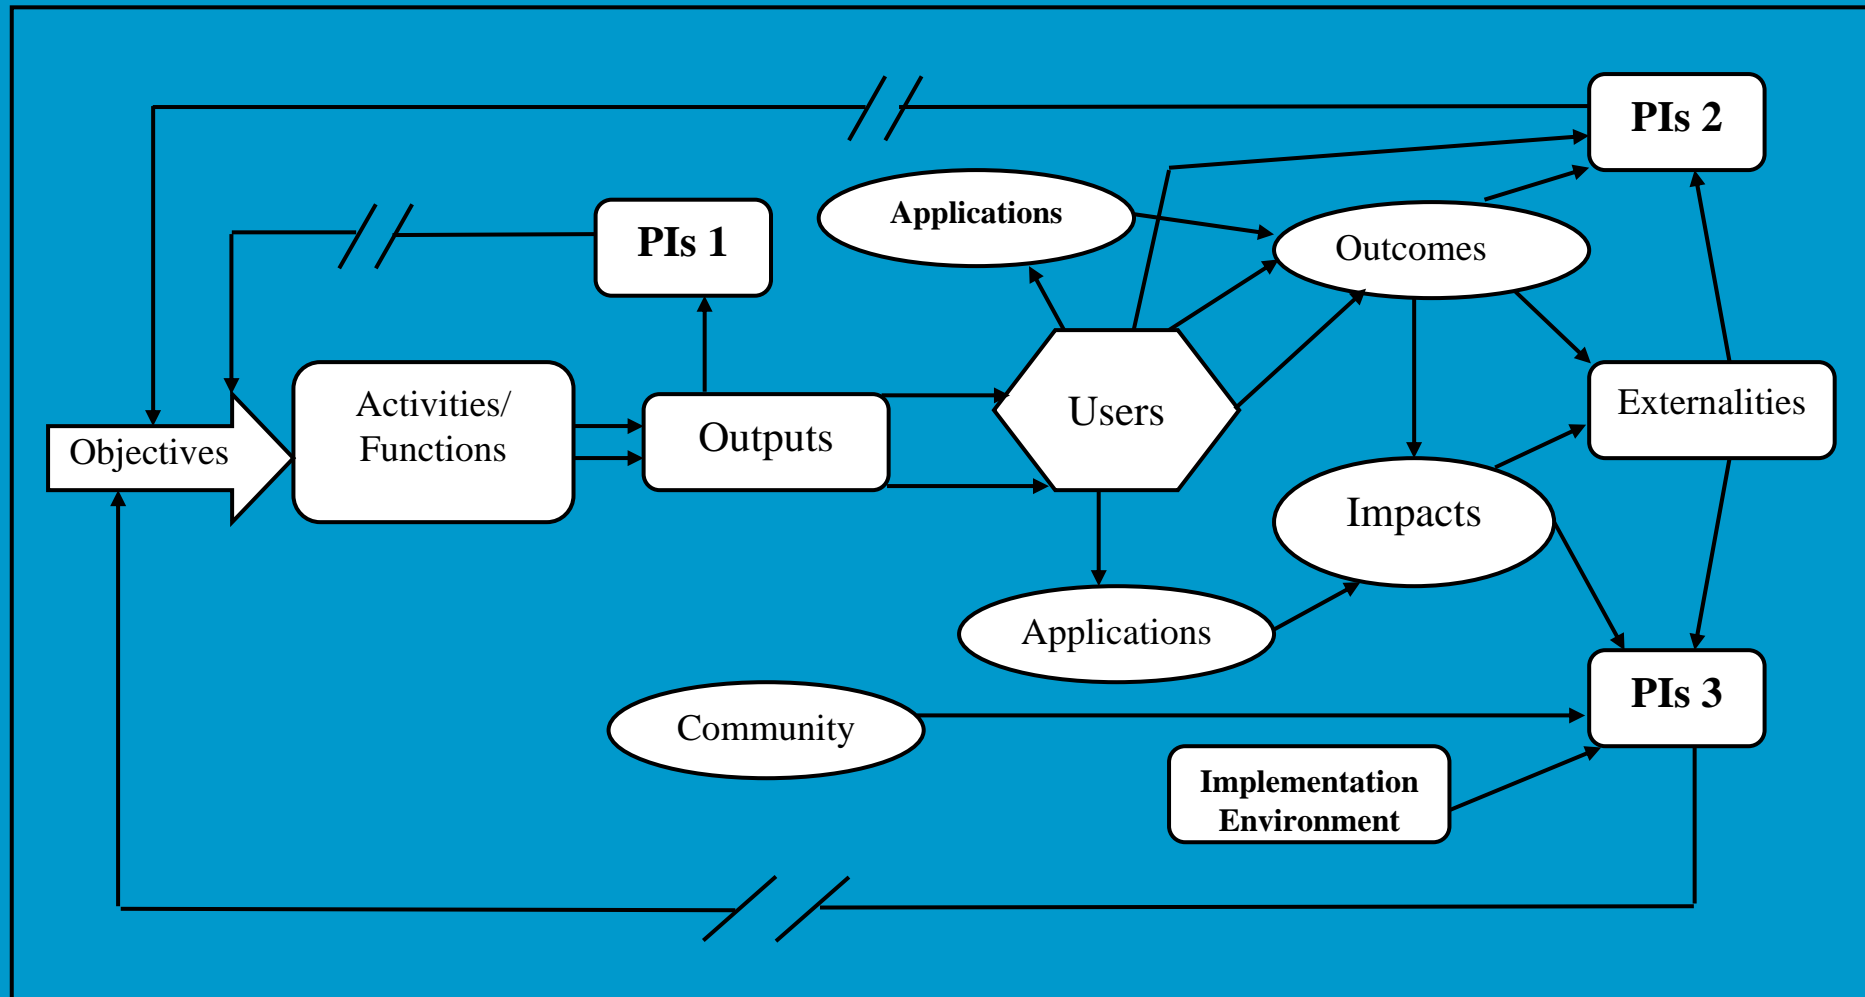 PIs 2
Applications
PIs 1
Outcomes
Activities/
Functions
Externalities
Users
Outputs
Objectives
Impacts
Applications
PIs 3
Community
Implementation
Environment